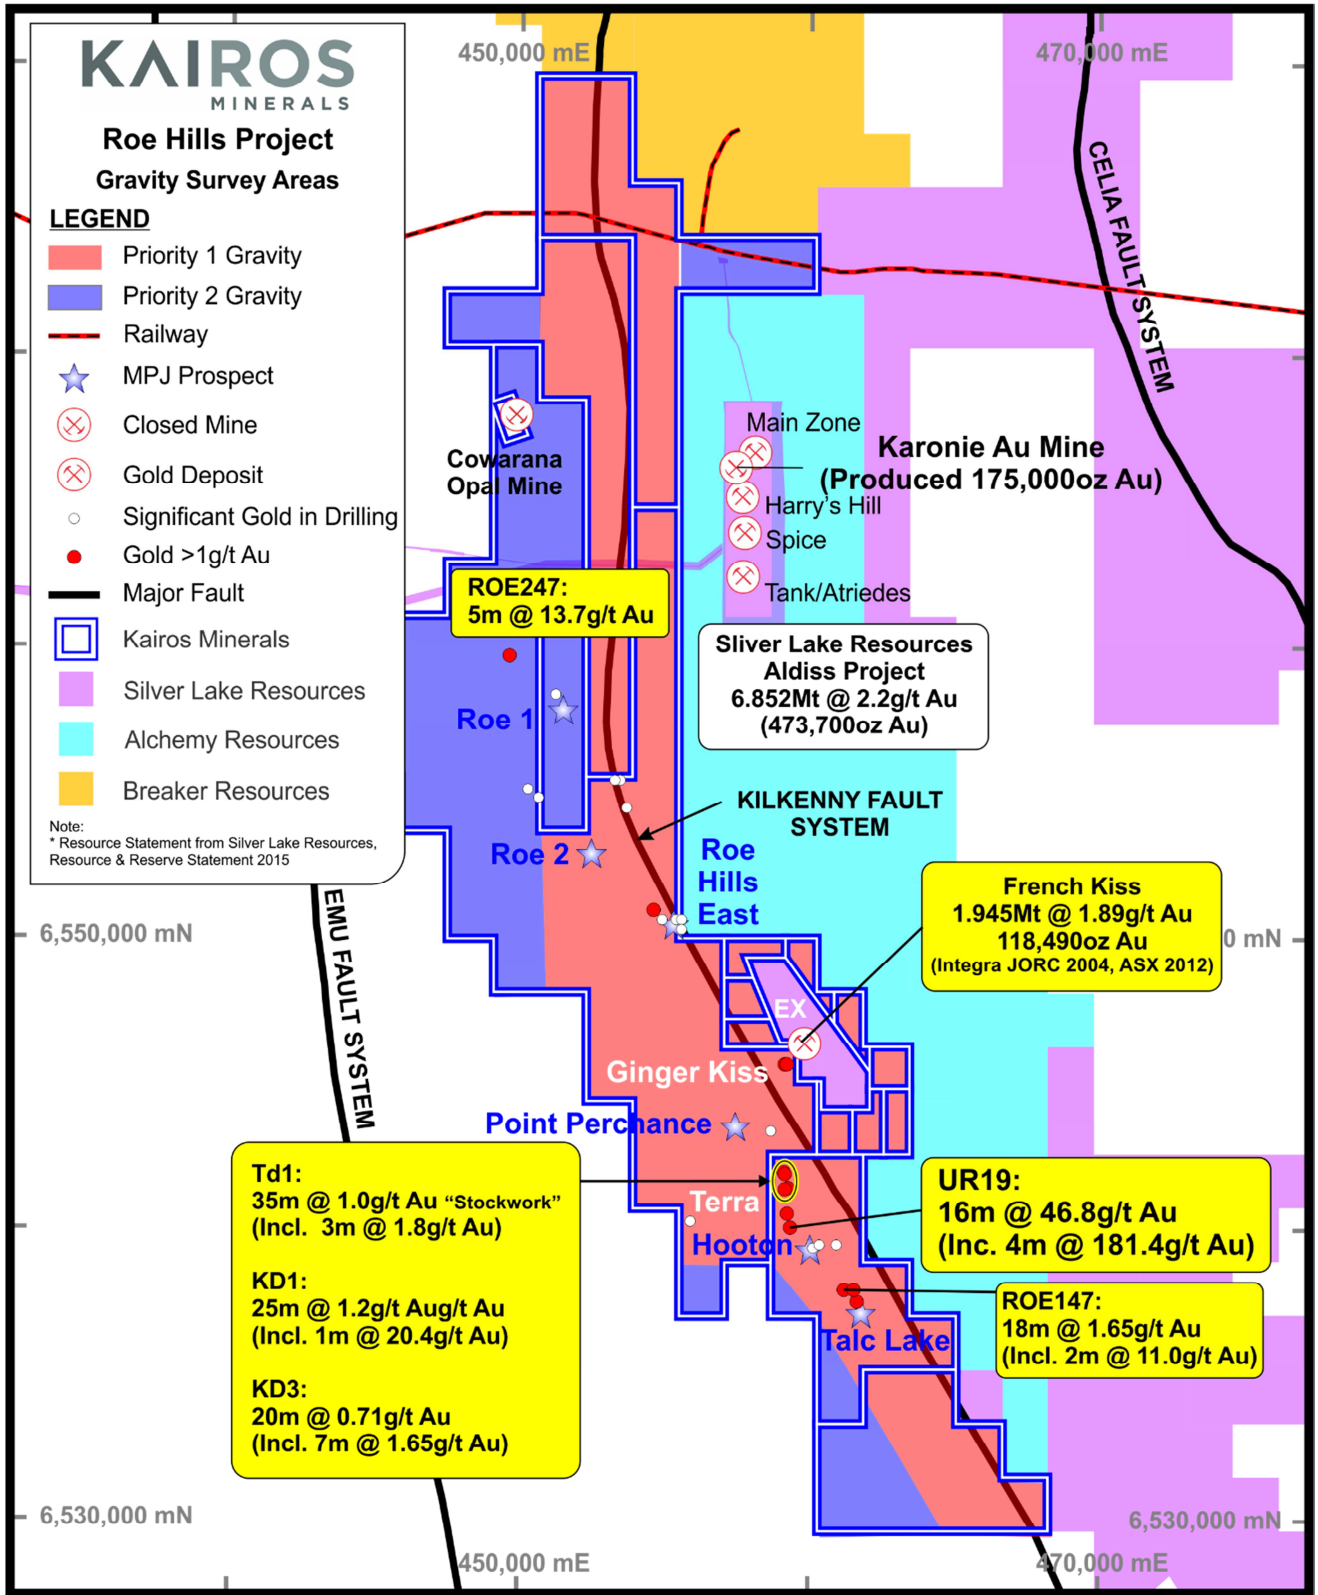 KAIROS
MINERALS
Roe Hills Project
Gravity Survey Areas
LEGEND
Priority 1 Gravity
Priority 2 Gravity
Railway
MPJ Prospect
Closed Mine
Gold Deposit
Significant Gold in Drilling
Gold >1g/t Au
Major Fault
Kairos Minerals
Silver Lake Resources
Alchemy Resources
Breaker Resources
Note:
* Resource Statement from Silver Lake Resources,
Resource & Reserve Statement 2015
450,000 mE
470,000 mE
CELIA FAULT SYSTEM
Cowarana
Opal Mine
Main Zone
Karonie Au Mine
(Produced 175,000oz Au)
Harry's Hill
Spice
Tank/Atriedes
ROE247:
5m @ 13.7g/t Au
Sliver Lake Resources
Aldiss Project
6.852Mt @ 2.2g/t Au
(473,700oz Au)
Roe 1
KILKENNY FAULT
SYSTEM
Roe 2
Roe
Hills
East
French Kiss
1.945Mt @ 1.89g/t Au
118,490oz Au
(Integra JORC 2004, ASX 2012)
6,550,000 mN
0 mN
EMU FAULT SYSTEM
EX
Ginger Kiss
Point Perchance
Td1:
35m @ 1.0g/t Au "Stockwork"
(Incl. 3m @ 1.8g/t Au)
KD1:
25m @ 1.2g/t Aug/t Au
(Incl. 1m @ 20.4g/t Au)
KD3:
20m @ 0.71g/t Au
(Incl. 7m @ 1.65g/t Au)
Terra
Hooton
UR19:
16m @ 46.8g/t Au
(Inc. 4m @ 181.4g/t Au)
ROE147:
18m @ 1.65g/t Au
(Incl. 2m @ 11.0g/t Au)
Talc Lake
6,530,000 mN
6,530,000 mN
450,000 mE
470,000 mE